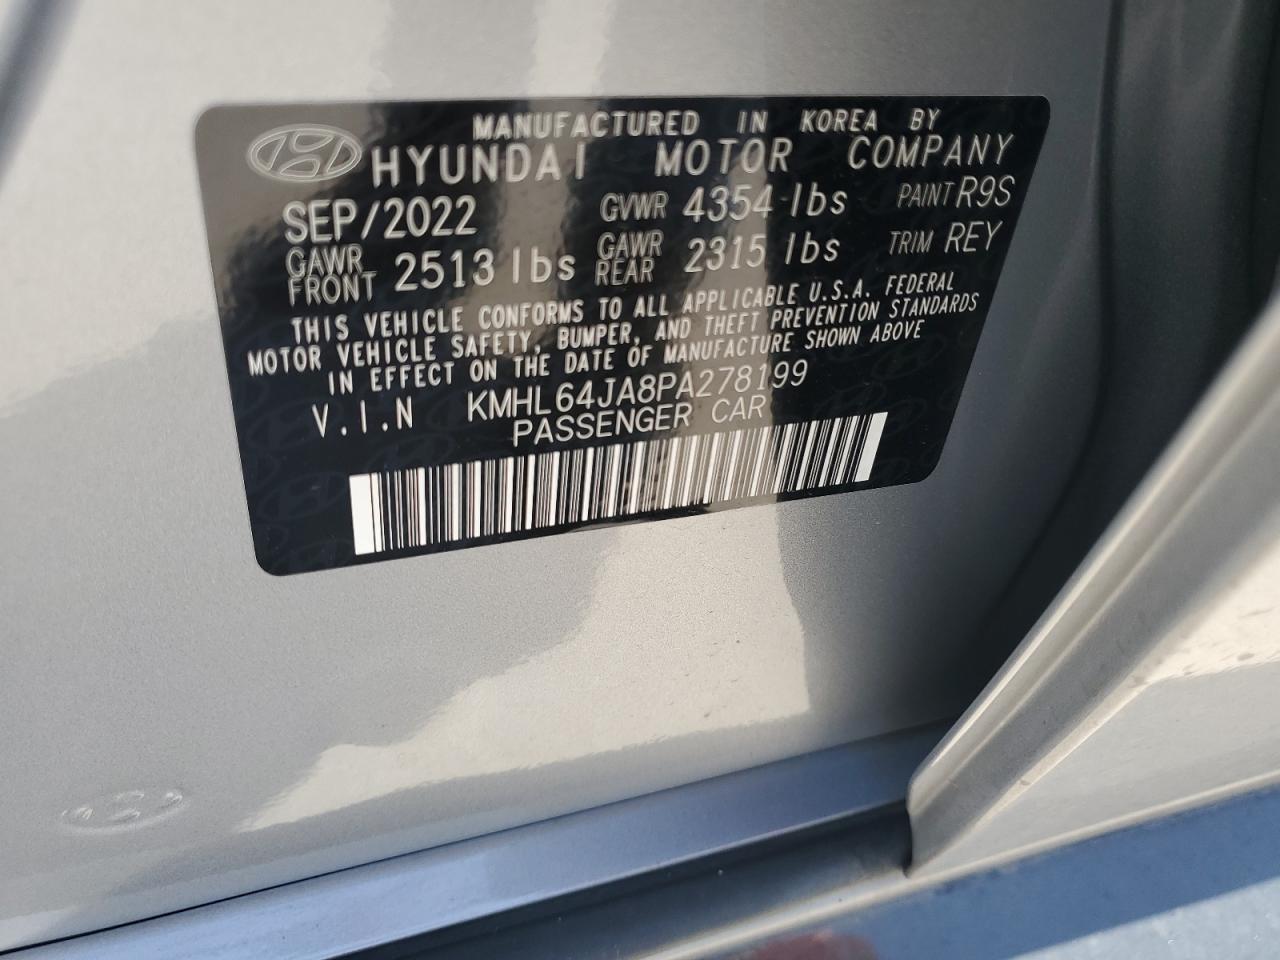 MANUFACTURED IN KOREA BY
HYUNDAI MOTOR COMPANY
SEP/2022 GVWR 4354 lbs PAINT R9S
GAWR FRONT 2513 lbs GAWR REAR 2315 lbs TRIM REY
THIS VEHICLE CONFORMS TO ALL APPLICABLE U.S.A. FEDERAL
MOTOR VEHICLE SAFETY, BUMPER, AND THEFT PREVENTION STANDARDS
IN EFFECT ON THE DATE OF MANUFACTURE SHOWN ABOVE
V.I.N KMHL64JA8PA278199
PASSENGER CAR